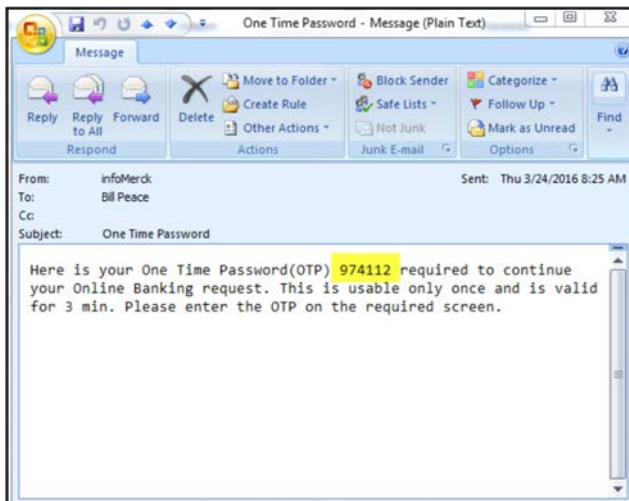 One Time Password - Message (Plain Text)
Message
Reply
Reply to All
Forward
Respond
Delete
Move to Folder
Create Rule
Other Actions
Actions
Block Sender
Safe Lists
Not Junk
Junk E-mail
Categorize
Follow Up
Mark as Unread
Options
Find
From: infoMerck
Sent: Thu 3/24/2016 8:25 AM
To: Bill Peace
Cc:
Subject: One Time Password
Here is your One Time Password(OTP) 974112 required to continue
your Online Banking request. This is usable only once and is valid
for 3 min. Please enter the OTP on the required screen.